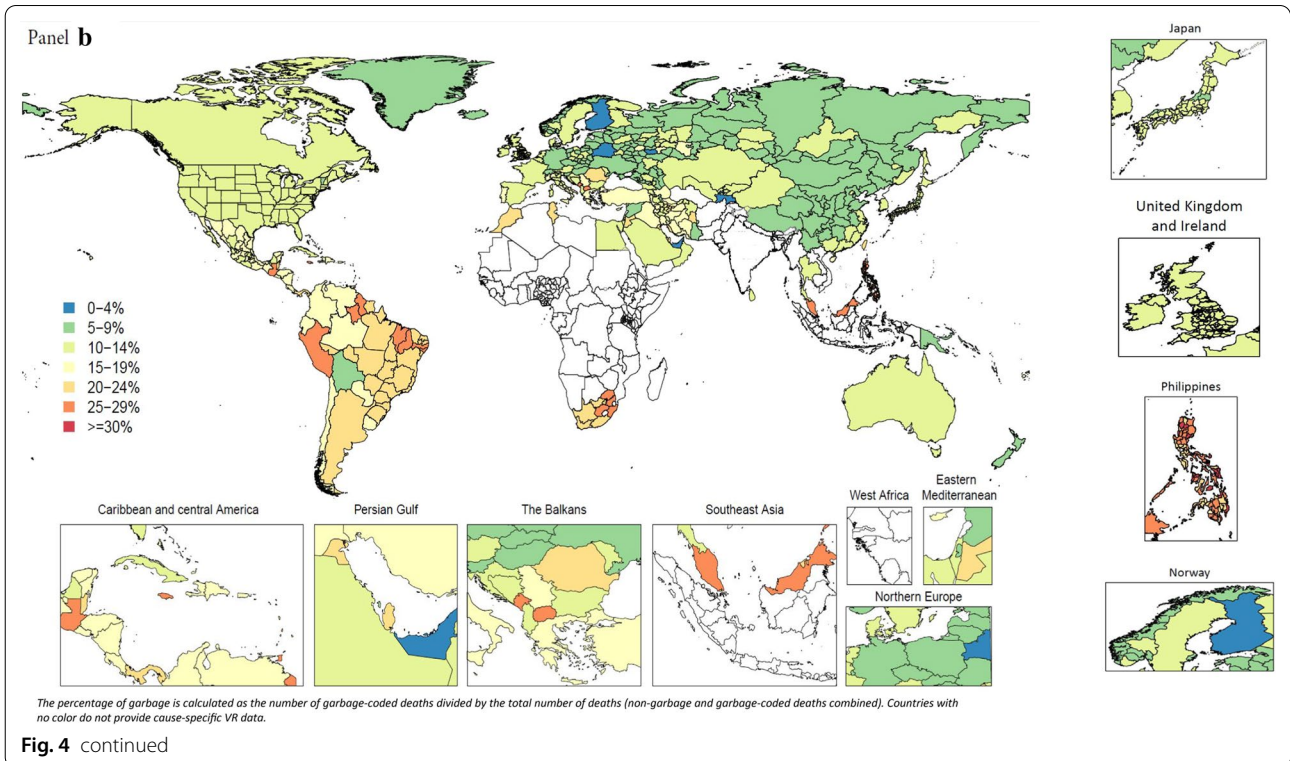 Panel b
0–4%
5–9%
10–14%
15–19%
20–24%
25–29%
>=30%
Caribbean and central America
Persian Gulf
The Balkans
Southeast Asia
West Africa
Eastern
Mediterranean
Northern Europe
Japan
United Kingdom
and Ireland
Philippines
Norway
The percentage of garbage is calculated as the number of garbage-coded deaths divided by the total number of deaths (non-garbage and garbage-coded deaths combined). Countries with
no color do not provide cause-specific VR data.
Fig. 4 continued